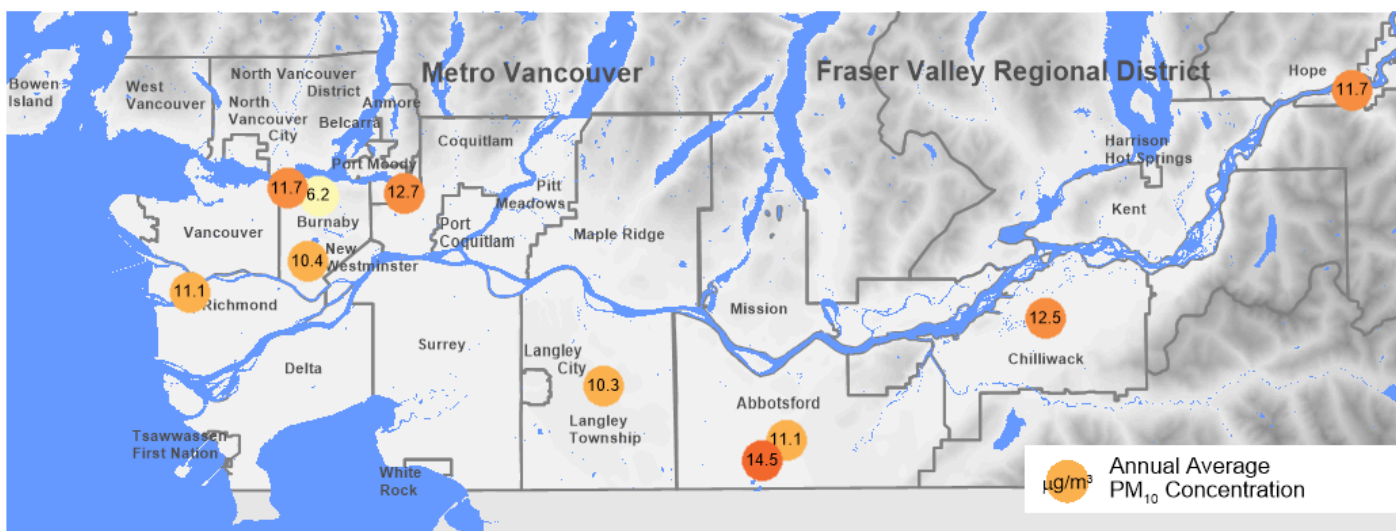 Metro Vancouver
Fraser Valley Regional District
Bowen
Island
West
Vancouver
North Vancouver
District
North
Vancouver
City
Belcarra
Anmore
Port Moody
Coquitlam
Pitt
Meadows
Port
Coquitlam
Maple Ridge
Harrison
Hot Springs
Kent
Hope
11.7
11.7
6.2
12.7
Burnaby
Vancouver
New
Westminster
10.4
11.1
Richmond
Mission
12.5
Chilliwack
Delta
Surrey
Langley
City
10.3
Langley
Township
Abbotsford
11.1
14.5
Tsawwassen
First Nation
White
Rock
µg/m³
Annual Average
PM₁₀ Concentration